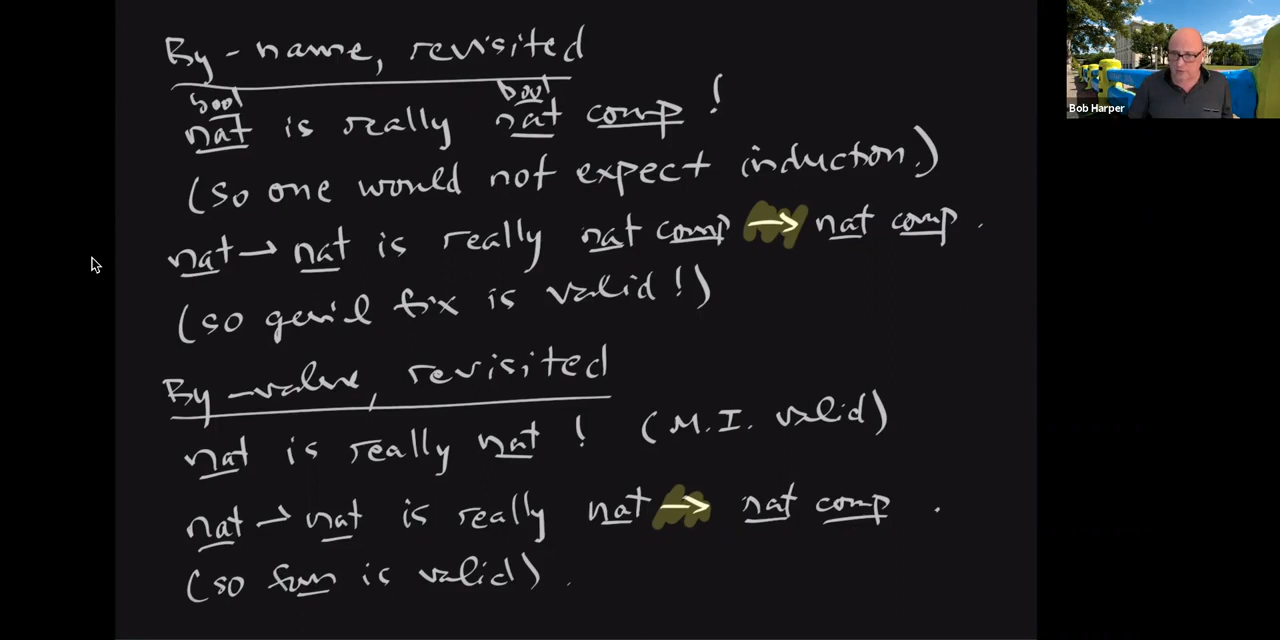 By-name, revisited
bool bool
nat is really nat comp !
(so one would not expect induction.)
nat → nat is really nat comp → nat comp.
(so gen'l fix is valid!)
By-value, revisited
nat is really nat ! (M.I. valid)
nat → nat is really nat → nat comp.
(so fun is valid).
Bob Harper